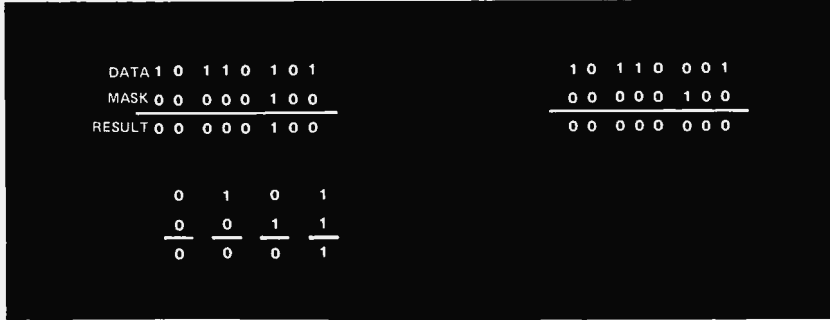 DATA 1 0 1 1 0 1 0 1
MASK 0 0 0 0 0 1 0 0
RESULT 0 0 0 0 0 1 0 0
1 0 1 1 0 0 0 1
0 0 0 0 0 1 0 0
0 0 0 0 0 0 0 0
0 1 0 1
0 0 1 1
0 0 0 1